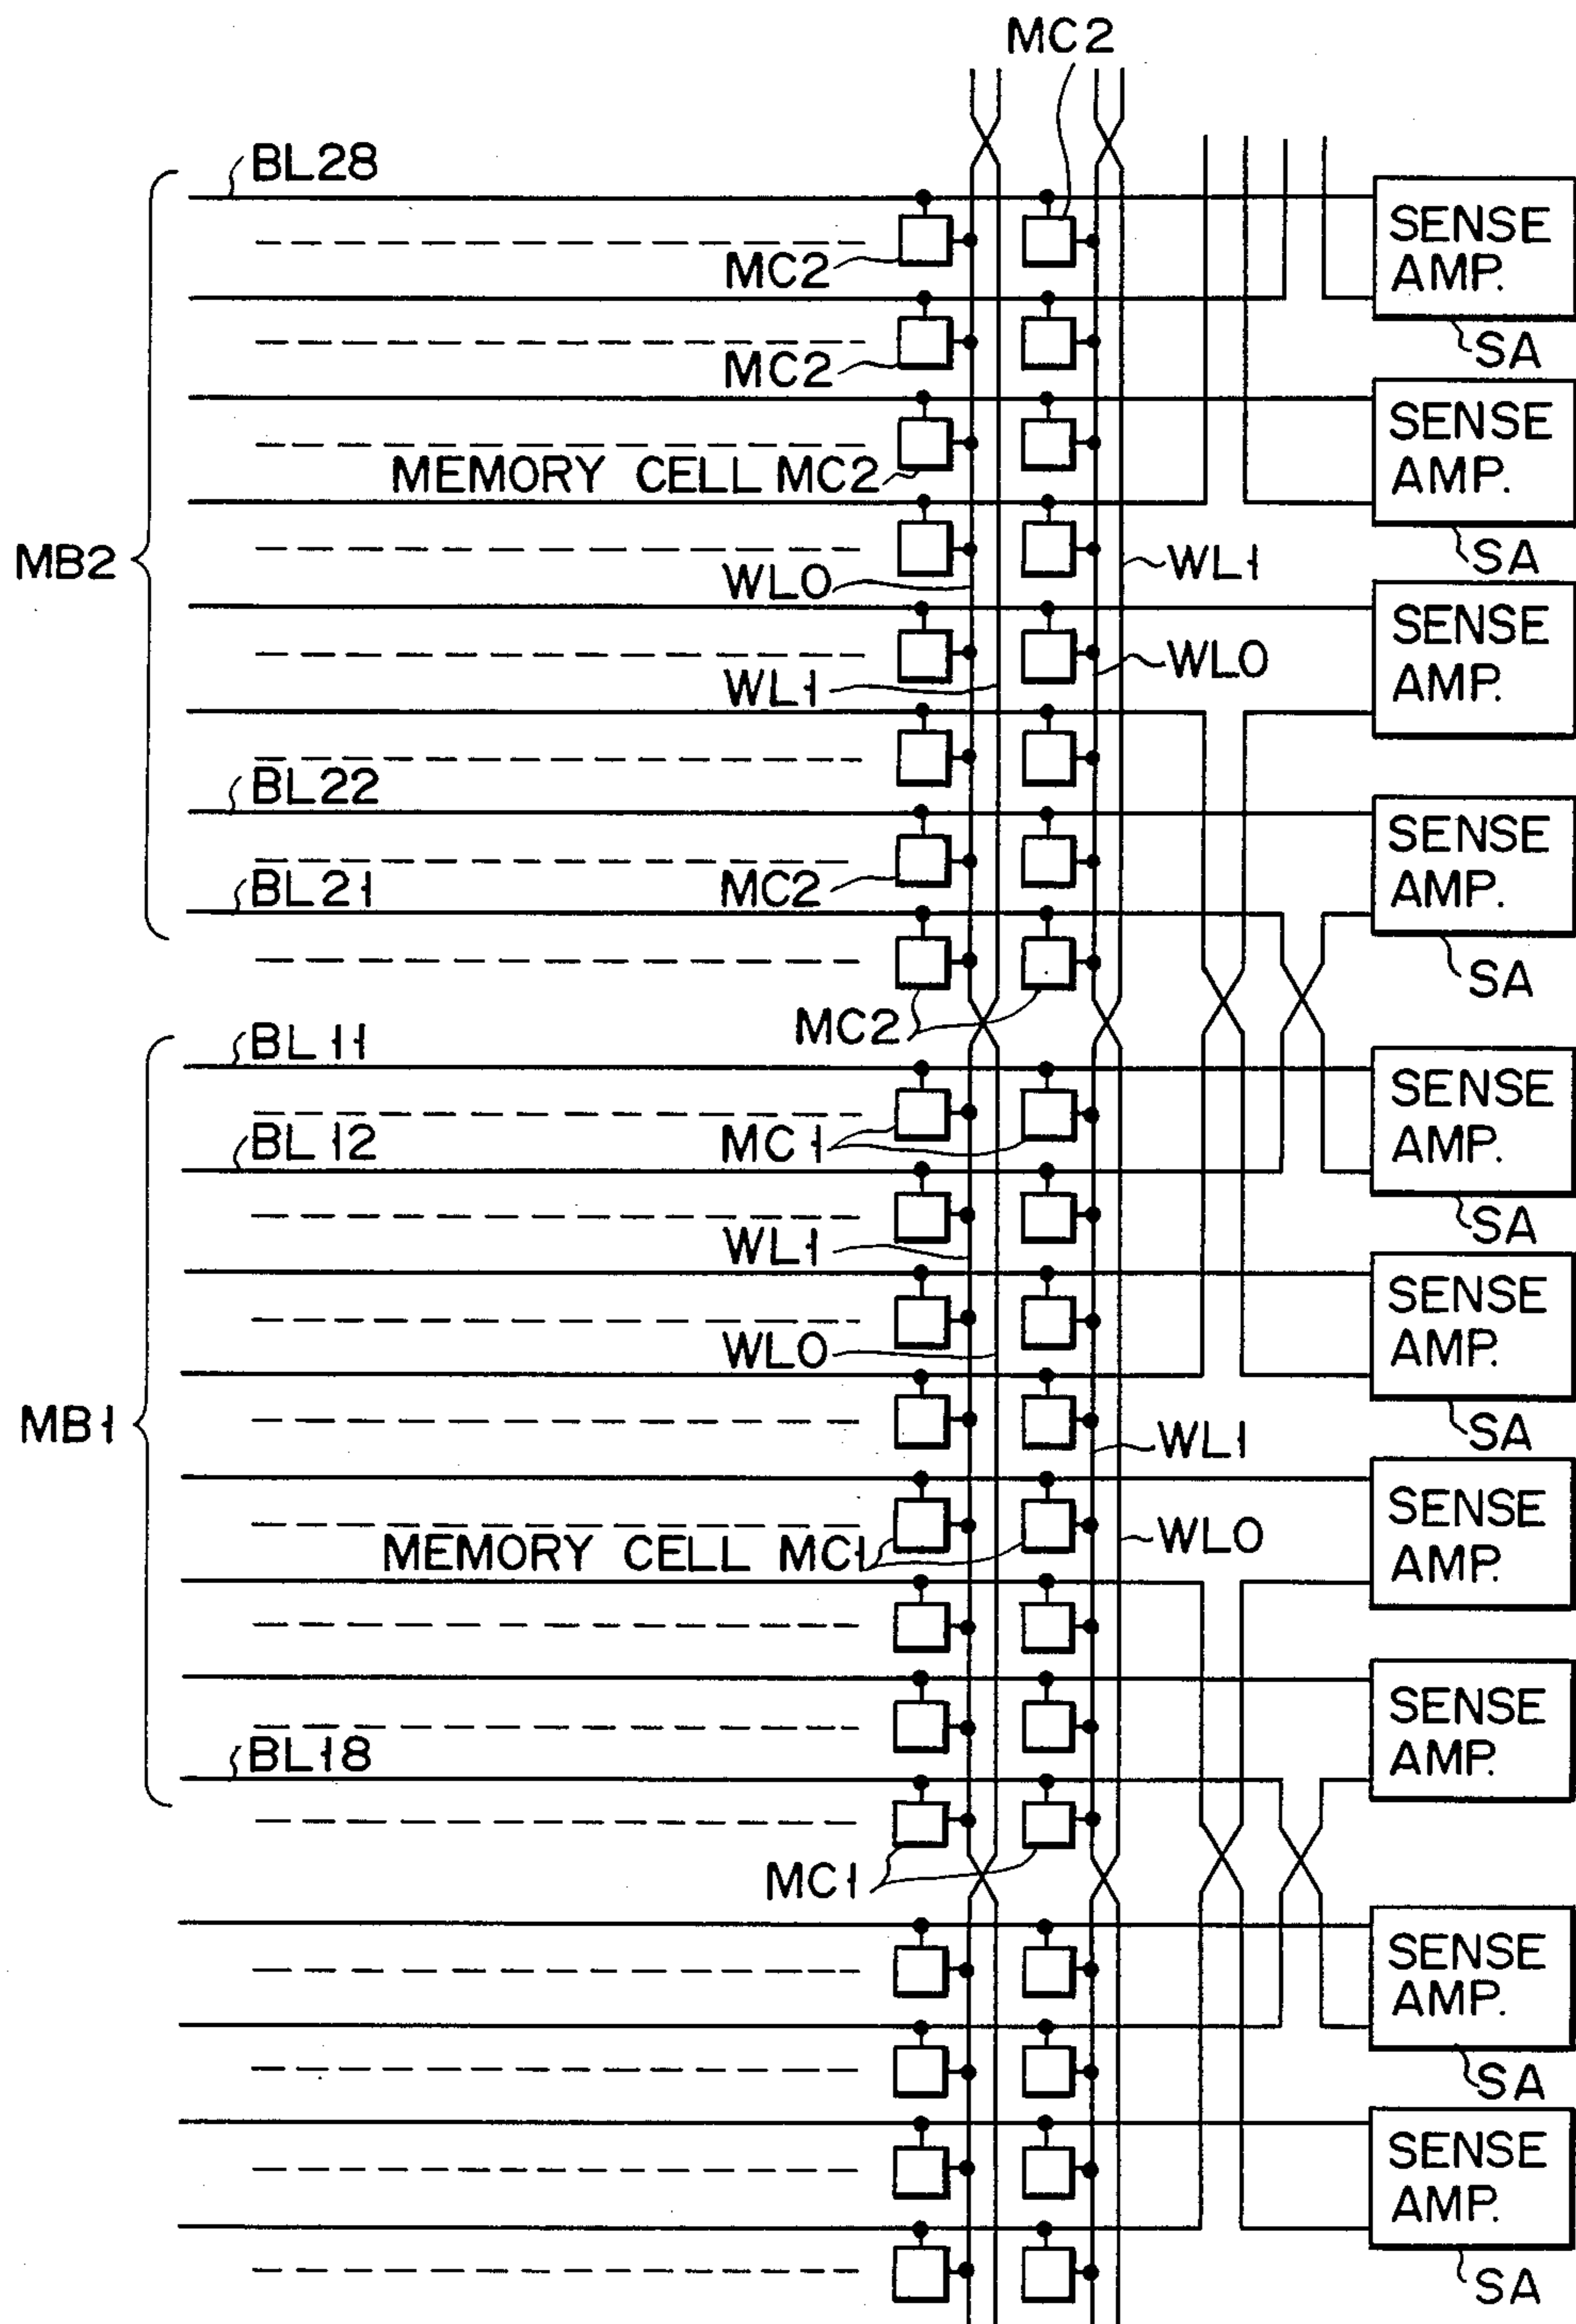 MC2
BL28
SENSE
AMP.
MC2
SA
MC2
SENSE
AMP.
MEMORY CELL MC2
SA
MB2
WL1
WL0
SENSE
AMP.
WL0
WL1
BL22
SENSE
AMP.
MC2
BL21
SA
MC2
BL11
SENSE
AMP.
MC1
BL12
SA
WL1
SENSE
AMP.
WL0
MB1
SA
WL1
SENSE
AMP.
WL0
MEMORY CELL MC1
SENSE
AMP.
BL18
MC1
SENSE
AMP.
SA
SENSE
AMP.
SA